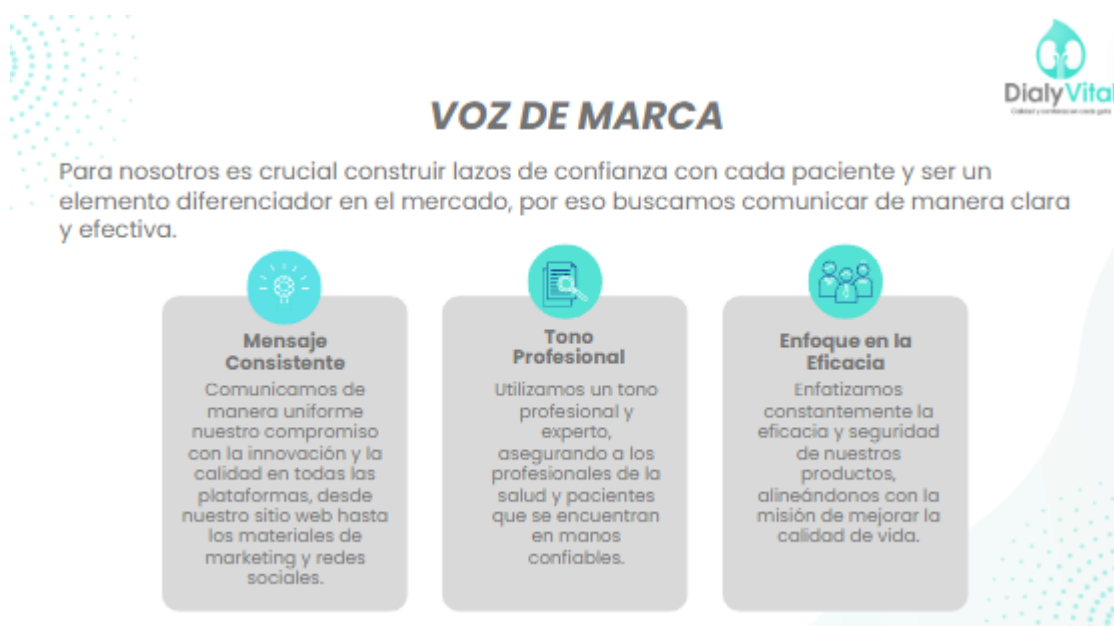 DialyVital
Calidad y confianza en cada gota
VOZ DE MARCA
Para nosotros es crucial construir lazos de confianza con cada paciente y ser un
elemento diferenciador en el mercado, por eso buscamos comunicar de manera clara
y efectiva.
Mensaje
Consistente
Comunicamos de
manera uniforme
nuestro compromiso
con la innovación y la
calidad en todas las
plataformas, desde
nuestro sitio web hasta
los materiales de
marketing y redes
sociales.
Tono
Profesional
Utilizamos un tono
profesional y
experto,
asegurando a los
profesionales de la
salud y pacientes
que se encuentran
en manos
confiables.
Enfoque en la
Eficacia
Enfatizamos
constantemente la
eficacia y seguridad
de nuestros
productos,
alineándonos con la
misión de mejorar la
calidad de vida.